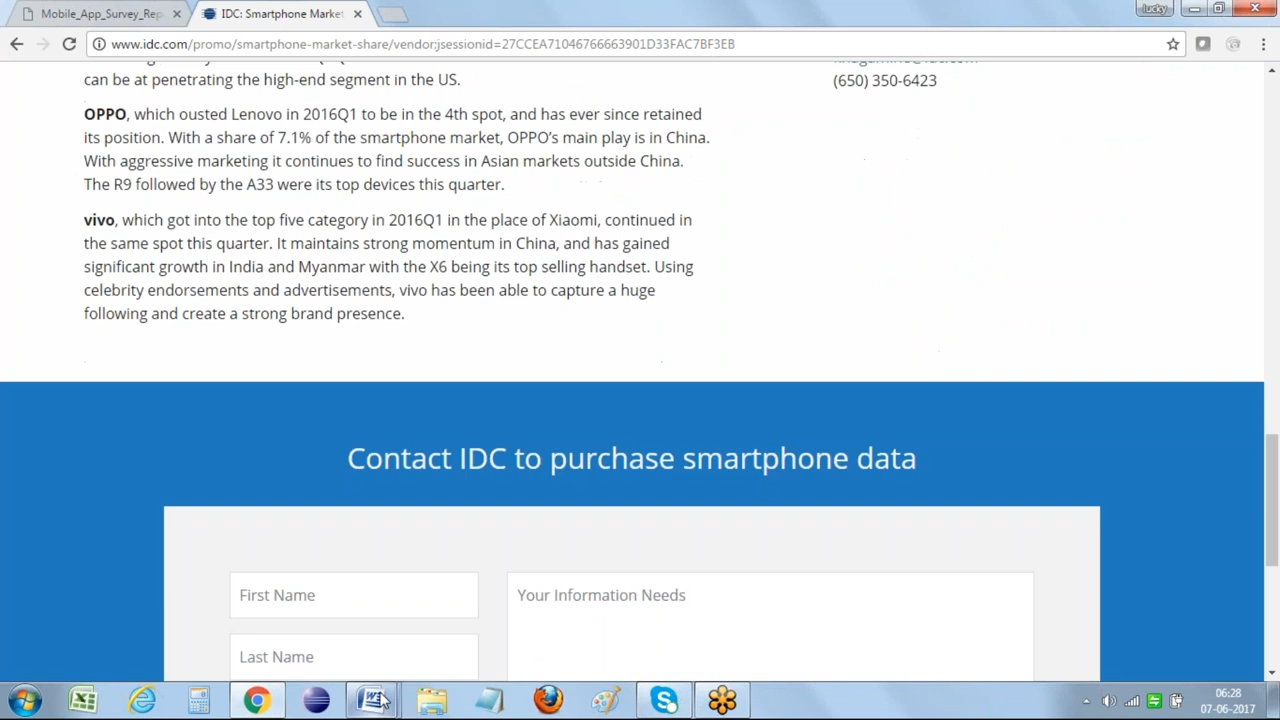 Mobile_App_Survey_Rep
IDC: Smartphone Market
lucky
www.idc.com/promo/smartphone-market-share/vendor;jsessionid=27CCEA71046766663901D33FAC7BF3EB
can be at penetrating the high-end segment in the US.
(650) 350-6423
OPPO, which ousted Lenovo in 2016Q1 to be in the 4th spot, and has ever since retained
its position. With a share of 7.1% of the smartphone market, OPPO’s main play is in China.
With aggressive marketing it continues to find success in Asian markets outside China.
The R9 followed by the A33 were its top devices this quarter.
vivo, which got into the top five category in 2016Q1 in the place of Xiaomi, continued in
the same spot this quarter. It maintains strong momentum in China, and has gained
significant growth in India and Myanmar with the X6 being its top selling handset. Using
celebrity endorsements and advertisements, vivo has been able to capture a huge
following and create a strong brand presence.
Contact IDC to purchase smartphone data
First Name
Your Information Needs
Last Name
06:28
07-06-2017